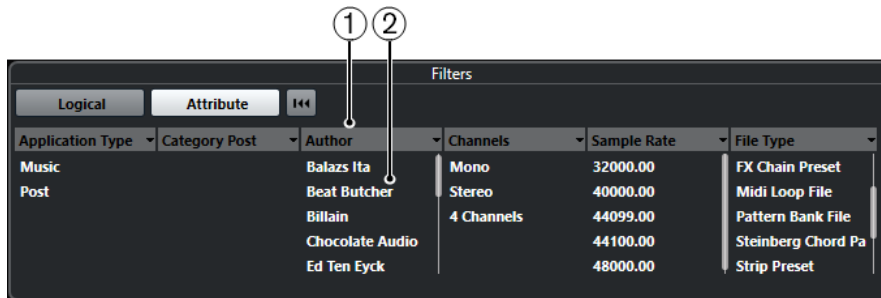 ① ②
Filters
Logical Attribute
Application Type Category Post Author Channels Sample Rate File Type
Music Balazs Ita Mono 32000.00 FX Chain Preset
Post Beat Butcher Stereo 40000.00 Midi Loop File
Billain 4 Channels 44099.00 Pattern Bank File
Chocolate Audio 44100.00 Steinberg Chord Pa
Ed Ten Eyck 48000.00 Strip Preset